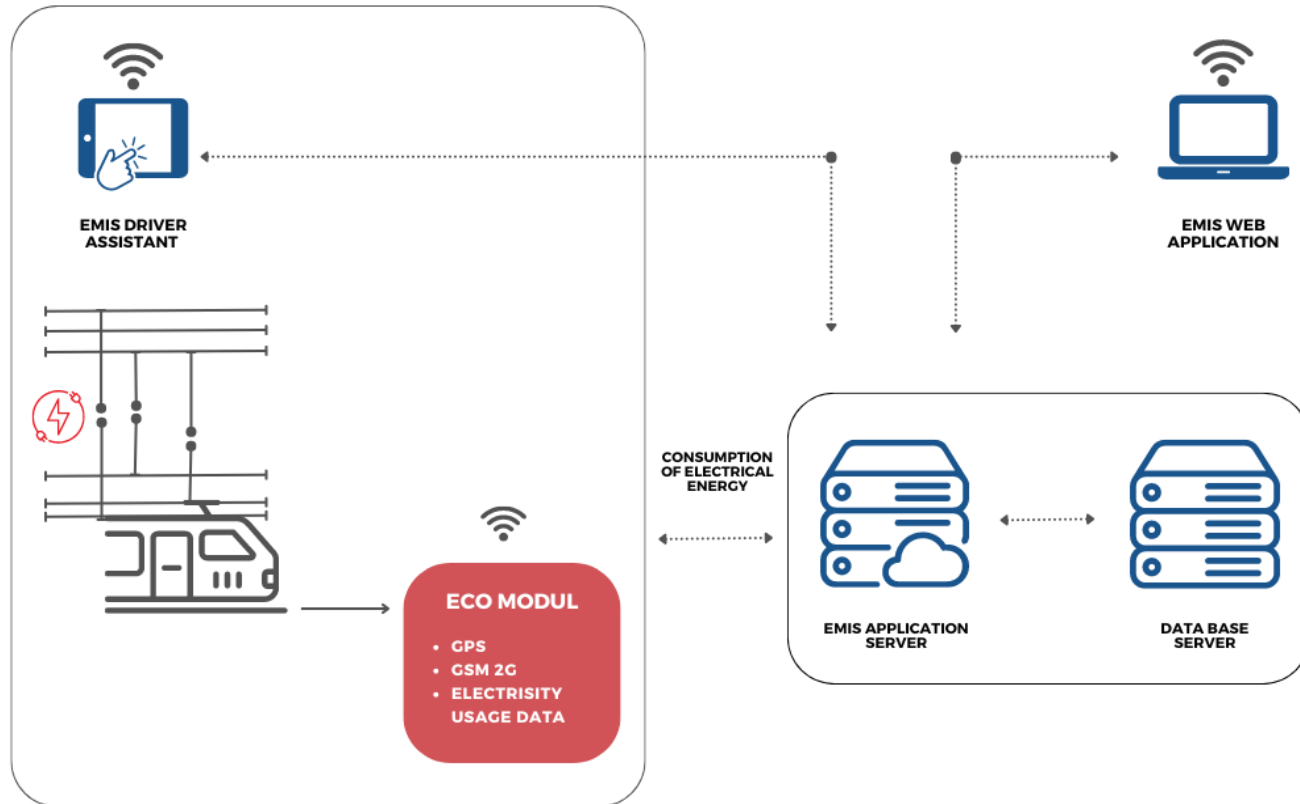 EMIS DRIVER
ASSISTANT
EMIS WEB
APPLICATION
CONSUMPTION
OF ELECTRICAL
ENERGY
ECO MODUL
• GPS
• GSM 2G
• ELECTRISITY
USAGE DATA
EMIS APPLICATION
SERVER
DATA BASE
SERVER